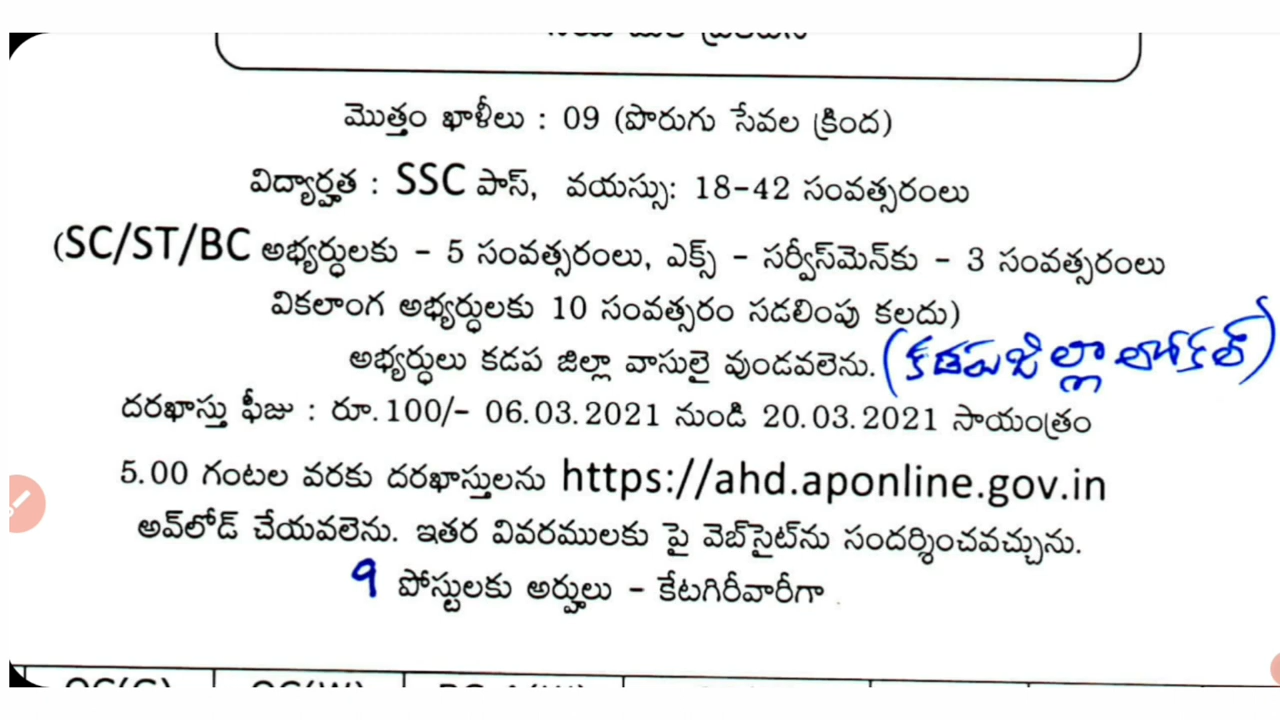 మొత్తం ఖాళీలు : 09 (పొరుగు సేవల క్రింద)
విద్యార్హత : SSC పాస్, వయస్సు: 18-42 సంవత్సరంలు
(SC/ST/BC అభ్యర్ధులకు - 5 సంవత్సరంలు, ఎక్స్ - సర్వీస్‌మెన్‌కు - 3 సంవత్సరంలు
వికలాంగ అభ్యర్ధులకు 10 సంవత్సరం సడలింపు కలదు)
అభ్యర్ధులు కడప జిల్లా వాసులై వుండవలెను. (కడప జిల్లా లోకల్)
దరఖాస్తు ఫీజు : రూ.100/- 06.03.2021 నుండి 20.03.2021 సాయంత్రం
5.00 గంటల వరకు దరఖాస్తులను https://ahd.aponline.gov.in
అవ్‌లోడ్ చేయవలెను. ఇతర వివరములకు పై వెబ్‌సైట్‌ను సందర్శించవచ్చును.
9 పోస్టులకు అర్హులు - కేటగిరీవారీగా